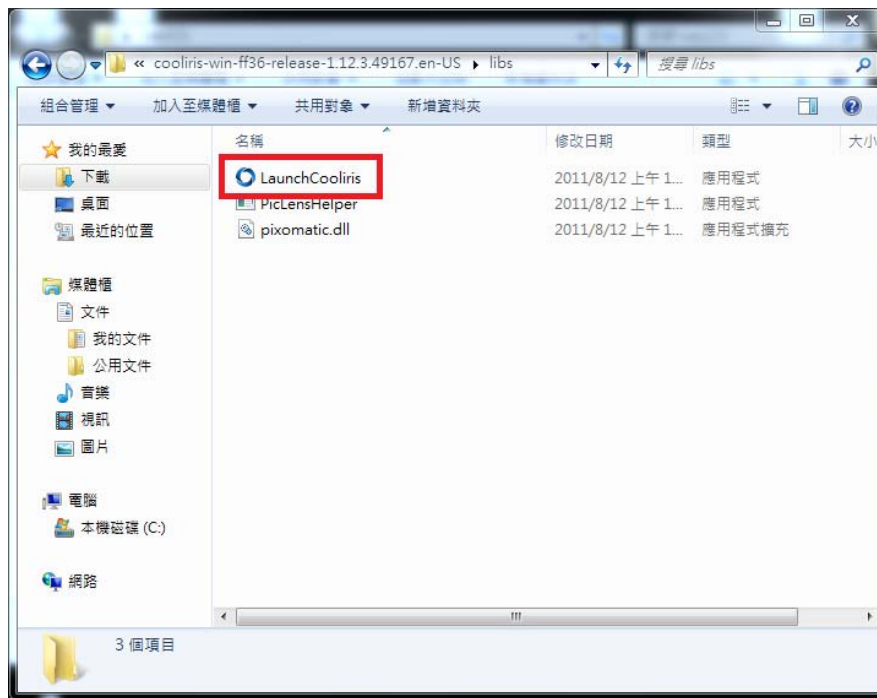 « cooliris-win-ff36-release-1.12.3.49167.en-US ▸ libs
搜尋 libs
組合管理 ▼ 加入至媒體櫃 ▼ 共用對象 ▼ 新增資料夾
名稱 修改日期 類型 大小
我的最愛
下載
桌面
最近的位置
媒體櫃
文件
我的文件
公用文件
音樂
視訊
圖片
電腦
本機磁碟 (C:)
網路
LaunchCooliris 2011/8/12 上午 1... 應用程式
PicLensHelper 2011/8/12 上午 1... 應用程式
pixomatic.dll 2011/8/12 上午 1... 應用程式擴充
3 個項目